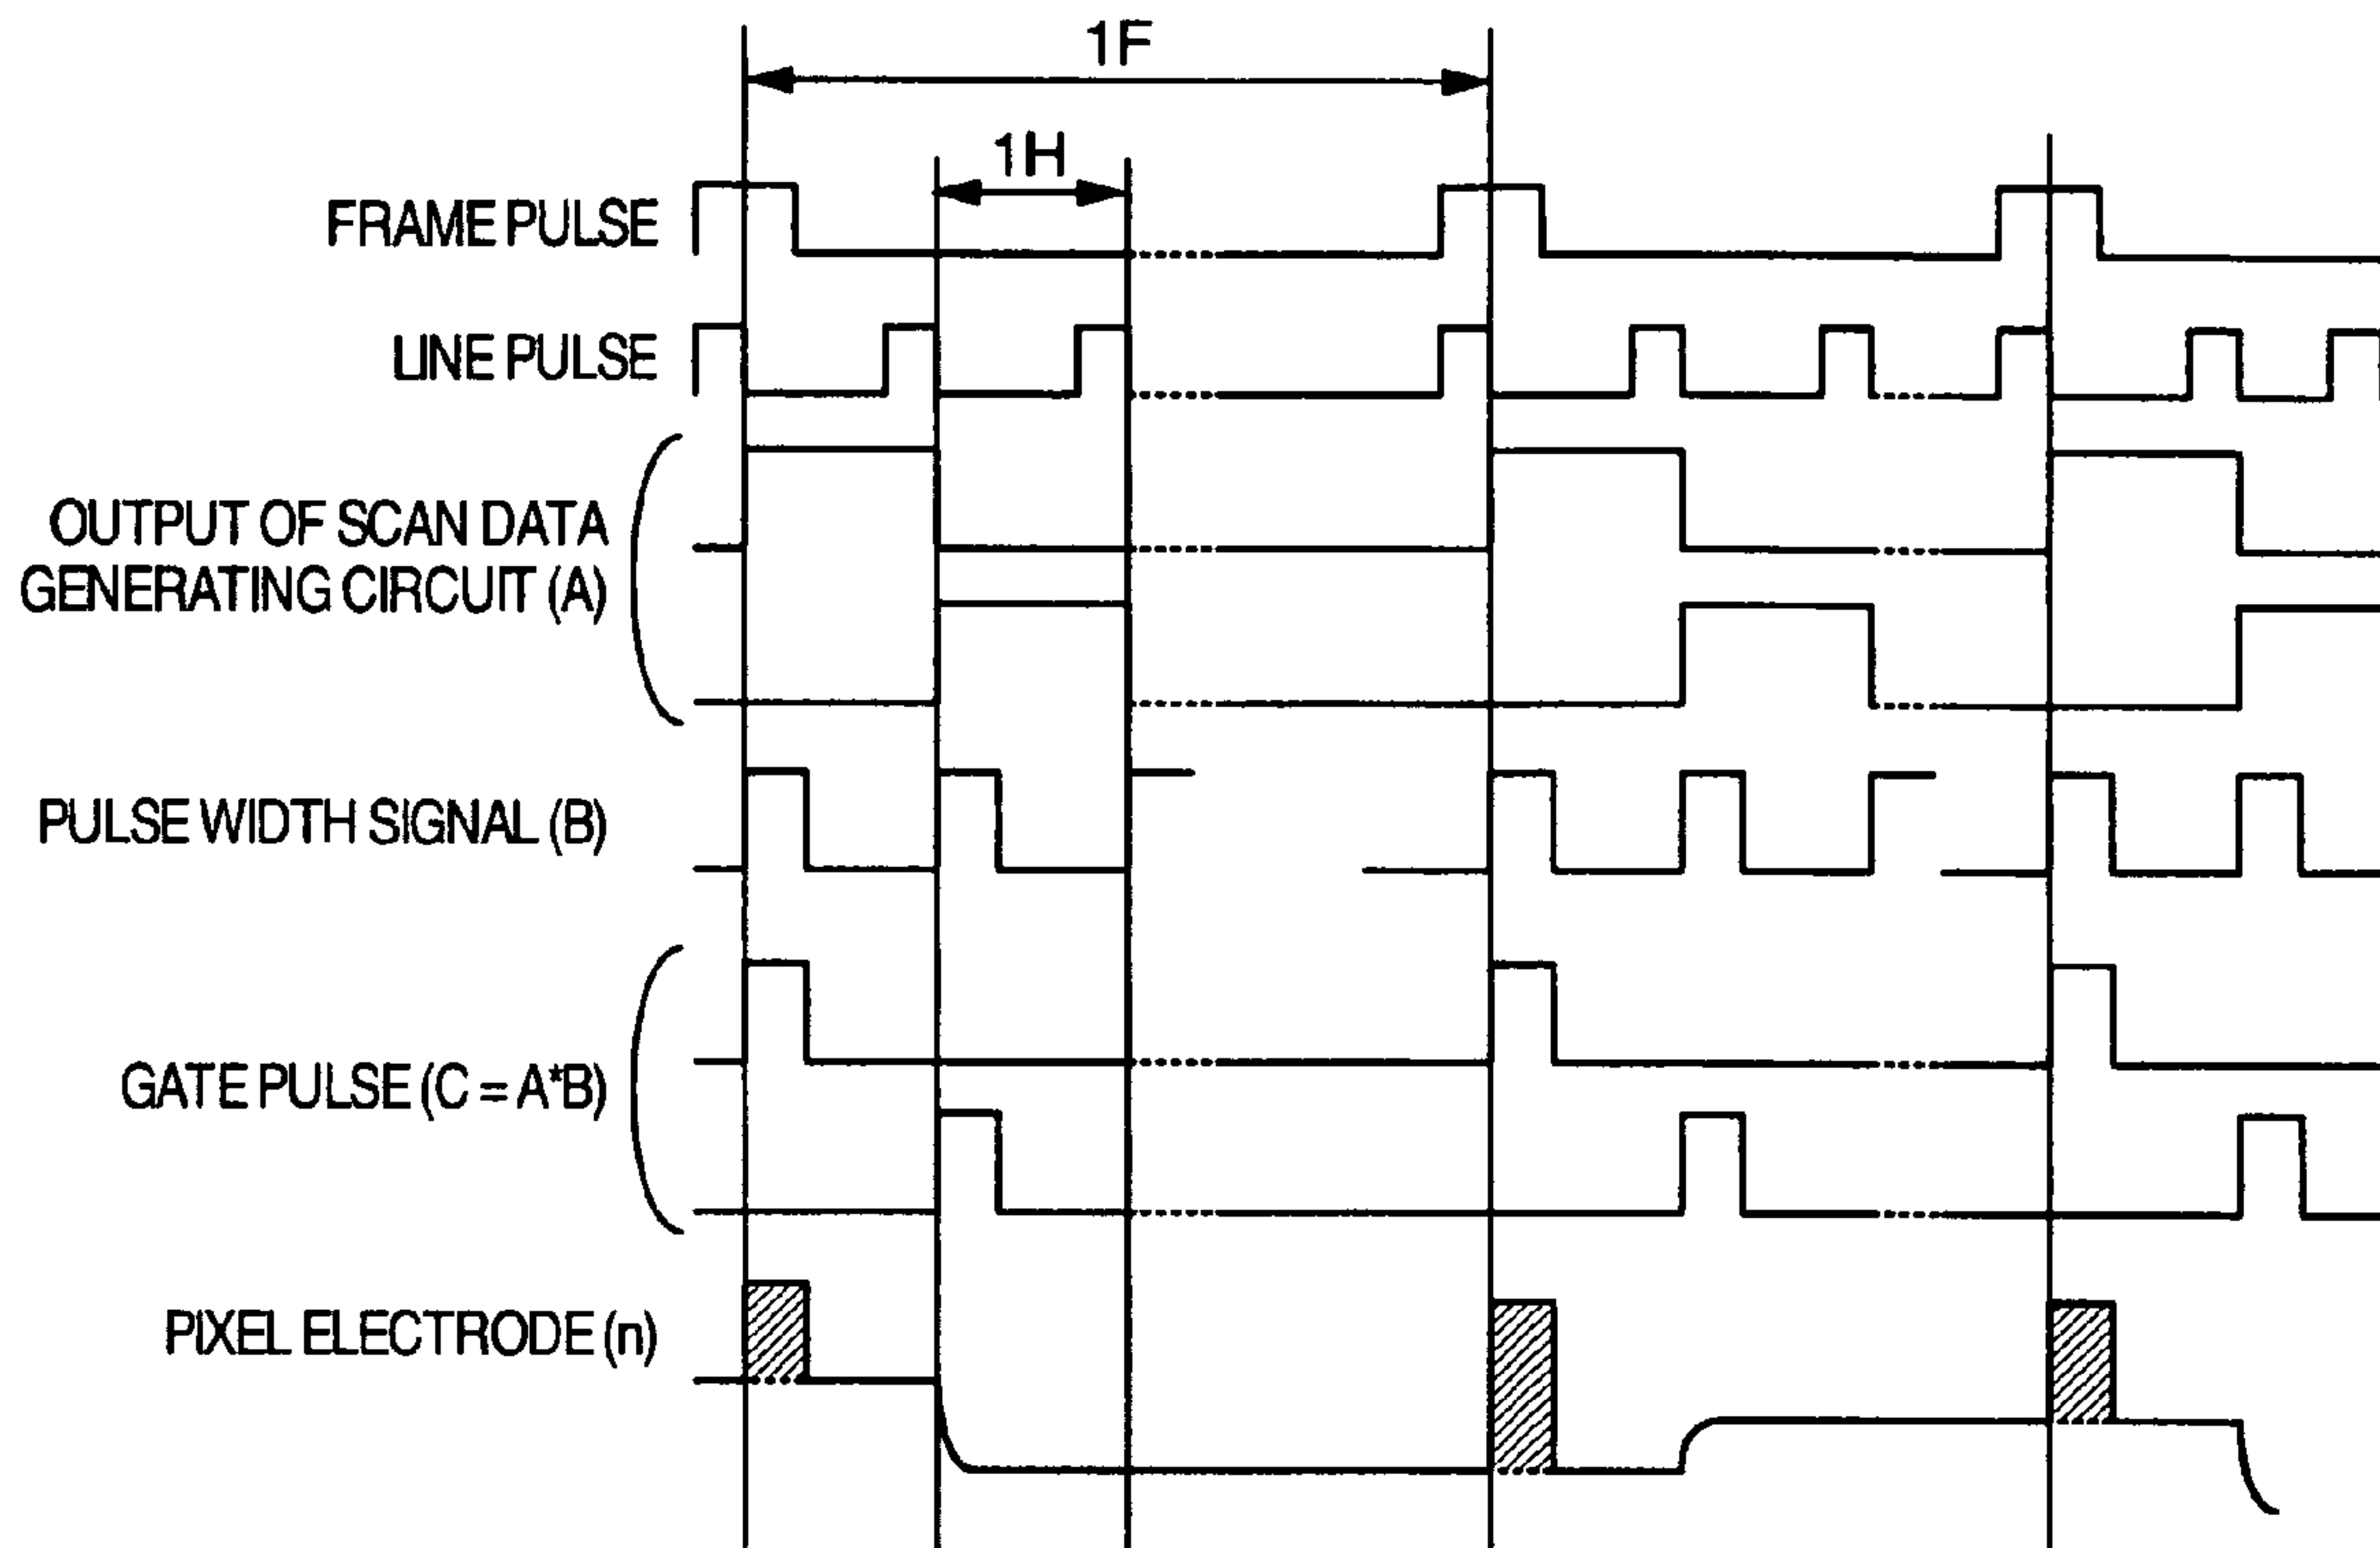 1F
1H
FRAME PULSE
LINE PULSE
OUTPUT OF SCAN DATA
GENERATING CIRCUIT (A)
PULSE WIDTH SIGNAL (B)
GATE PULSE (C = A*B)
PIXEL ELECTRODE (n)